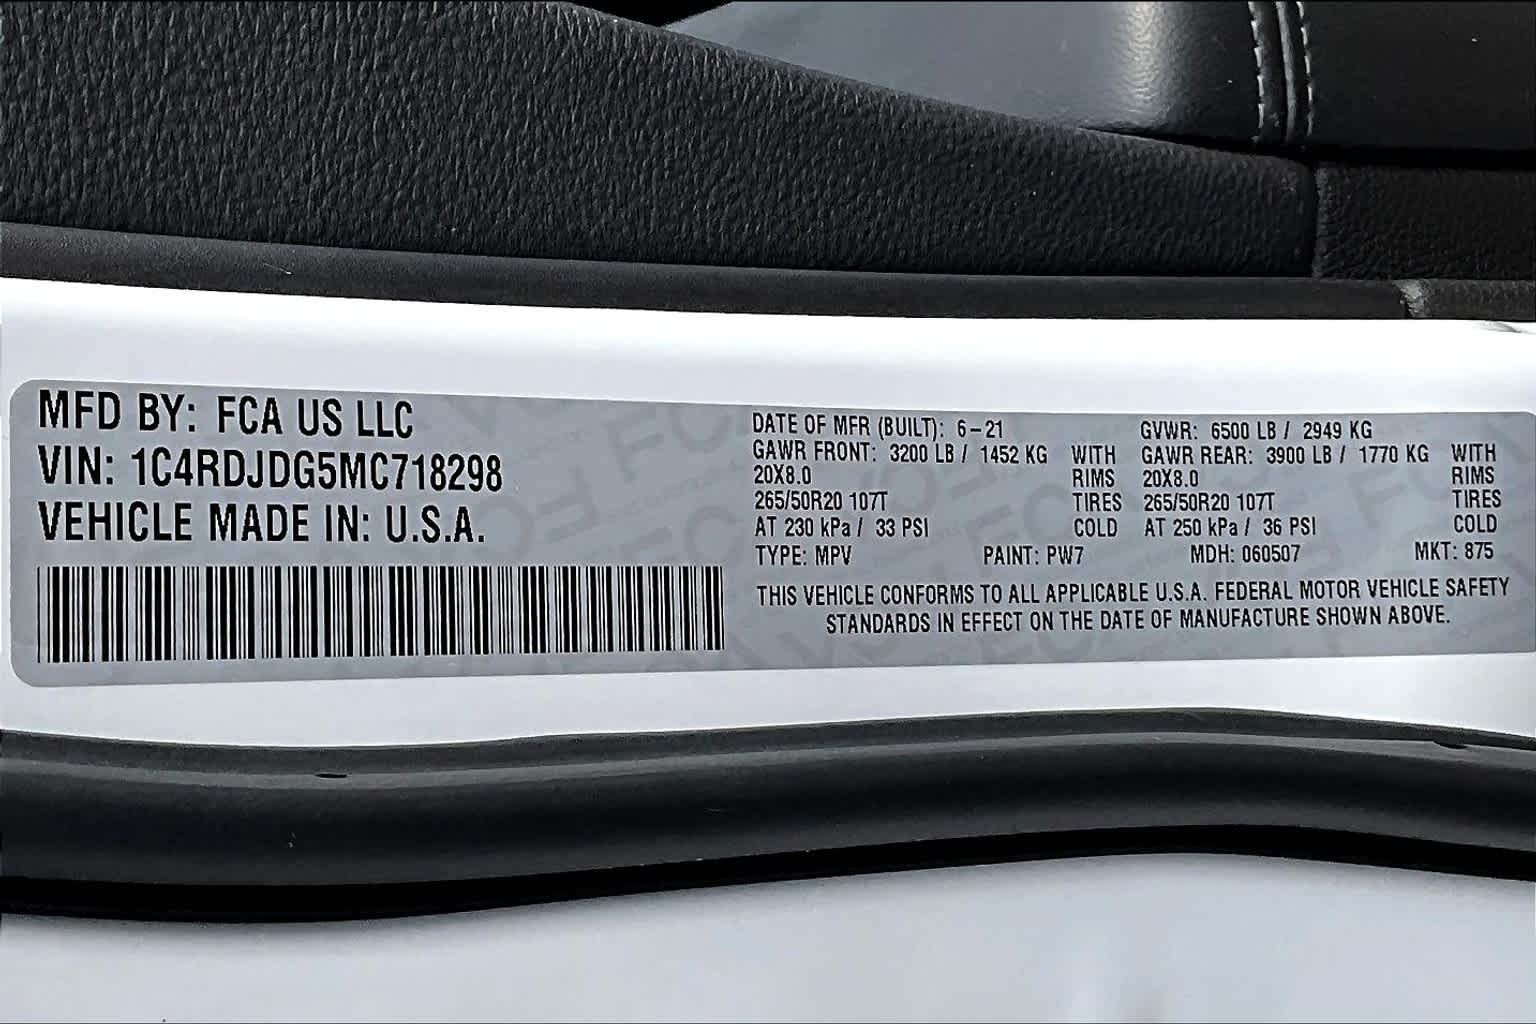 MFD BY: FCA US LLC
VIN: 1C4RDJDG5MC718298
VEHICLE MADE IN: U.S.A.
DATE OF MFR (BUILT): 6-21 GVWR: 6500 LB / 2949 KG
GAWR FRONT: 3200 LB / 1452 KG WITH GAWR REAR: 3900 LB / 1770 KG WITH
20X8.0 RIMS 20X8.0 RIMS
265/50R20 107T TIRES 265/50R20 107T TIRES
AT 230 kPa / 33 PSI COLD AT 250 kPa / 36 PSI COLD
TYPE: MPV PAINT: PW7 MDH: 060507 MKT: 875
THIS VEHICLE CONFORMS TO ALL APPLICABLE U.S.A. FEDERAL MOTOR VEHICLE SAFETY
STANDARDS IN EFFECT ON THE DATE OF MANUFACTURE SHOWN ABOVE.